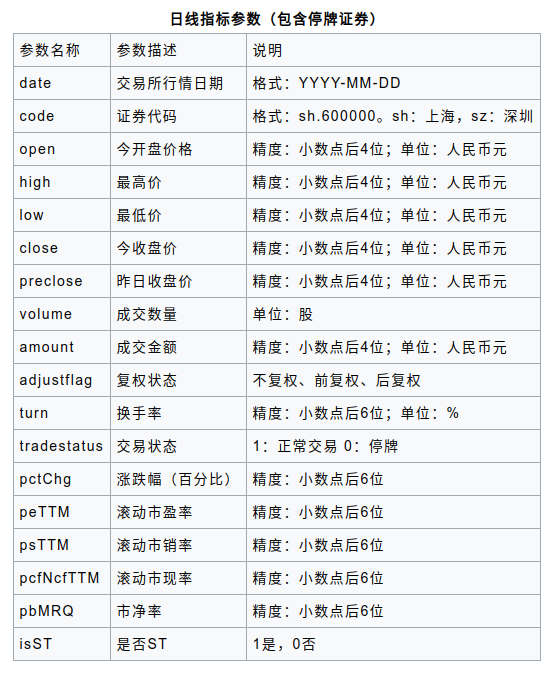 日线指标参数（包含停牌证券）
参数名称 参数描述 说明
date 交易所行情日期 格式：YYYY-MM-DD
code 证券代码 格式：sh.600000。sh：上海，sz：深圳
open 今开盘价格 精度：小数点后4位；单位：人民币元
high 最高价 精度：小数点后4位；单位：人民币元
low 最低价 精度：小数点后4位；单位：人民币元
close 今收盘价 精度：小数点后4位；单位：人民币元
preclose 昨日收盘价 精度：小数点后4位；单位：人民币元
volume 成交数量 单位：股
amount 成交金额 精度：小数点后4位；单位：人民币元
adjustflag 复权状态 不复权、前复权、后复权
turn 换手率 精度：小数点后6位；单位：%
tradestatus 交易状态 1：正常交易 0：停牌
pctChg 涨跌幅（百分比） 精度：小数点后6位
peTTM 滚动市盈率 精度：小数点后6位
psTTM 滚动市销率 精度：小数点后6位
pcfNcfTTM 滚动市现率 精度：小数点后6位
pbMRQ 市净率 精度：小数点后6位
isST 是否ST 1是，0否